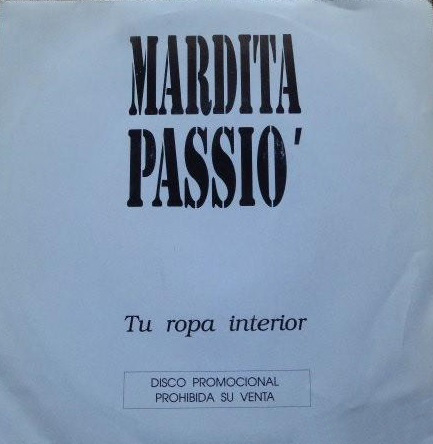 MARDITA
PASSIO'
Tu ropa interior
DISCO PROMOCIONAL
PROHIBIDA SU VENTA